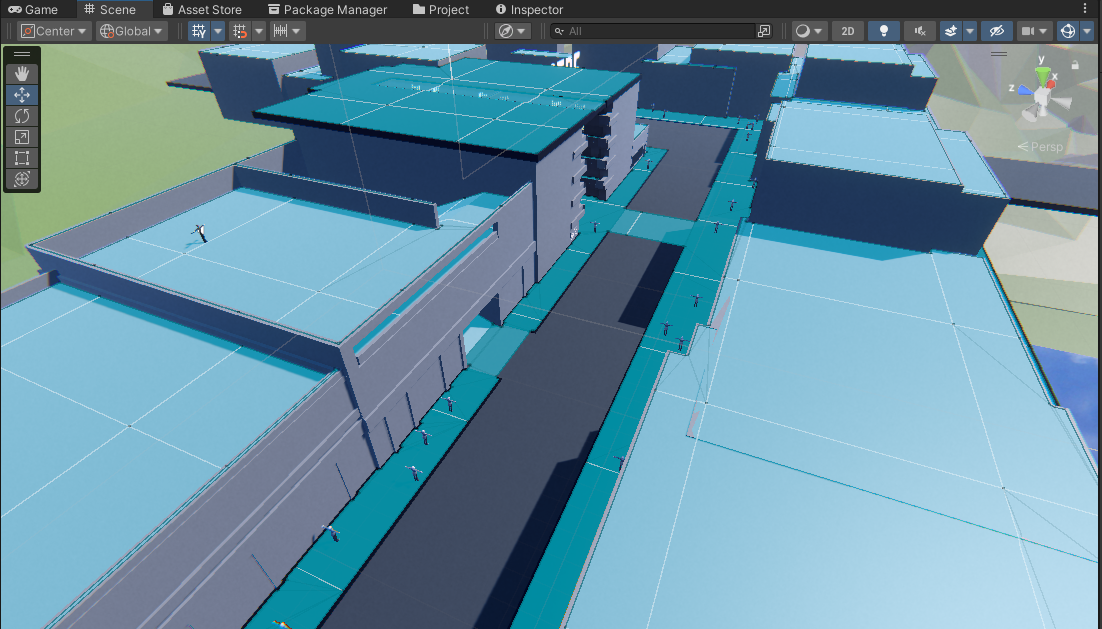 Game Scene Asset Store Package Manager Project Inspector
Center Global All 2D
y
x
z
Persp